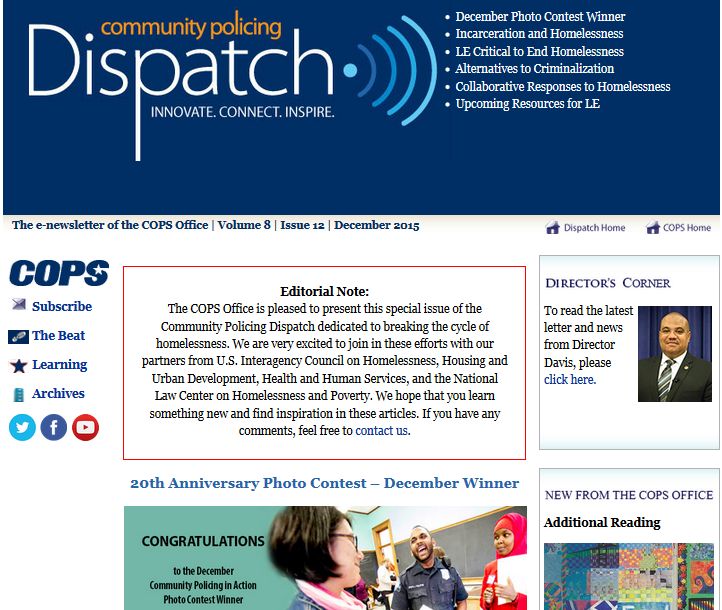 community policing
Dispatch
INNOVATE. CONNECT. INSPIRE.
• December Photo Contest Winner
• Incarceration and Homelessness
• LE Critical to End Homelessness
• Alternatives to Criminalization
• Collaborative Responses to Homelessness
• Upcoming Resources for LE
The e-newsletter of the COPS Office | Volume 8 | Issue 12 | December 2015
Dispatch Home
COPS Home
COPS
Subscribe
The Beat
Learning
Archives
Editorial Note:
The COPS Office is pleased to present this special issue of the
Community Policing Dispatch dedicated to breaking the cycle of
homelessness. We are very excited to join in these efforts with our
partners from U.S. Interagency Council on Homelessness, Housing and
Urban Development, Health and Human Services, and the National
Law Center on Homelessness and Poverty. We hope that you learn
something new and find inspiration in these articles. If you have any
comments, feel free to contact us.
20th Anniversary Photo Contest – December Winner
CONGRATULATIONS
to the December
Community Policing in Action
Photo Contest Winner
DIRECTOR'S CORNER
To read the latest
letter and news
from Director
Davis, please
click here.
NEW FROM THE COPS OFFICE
Additional Reading